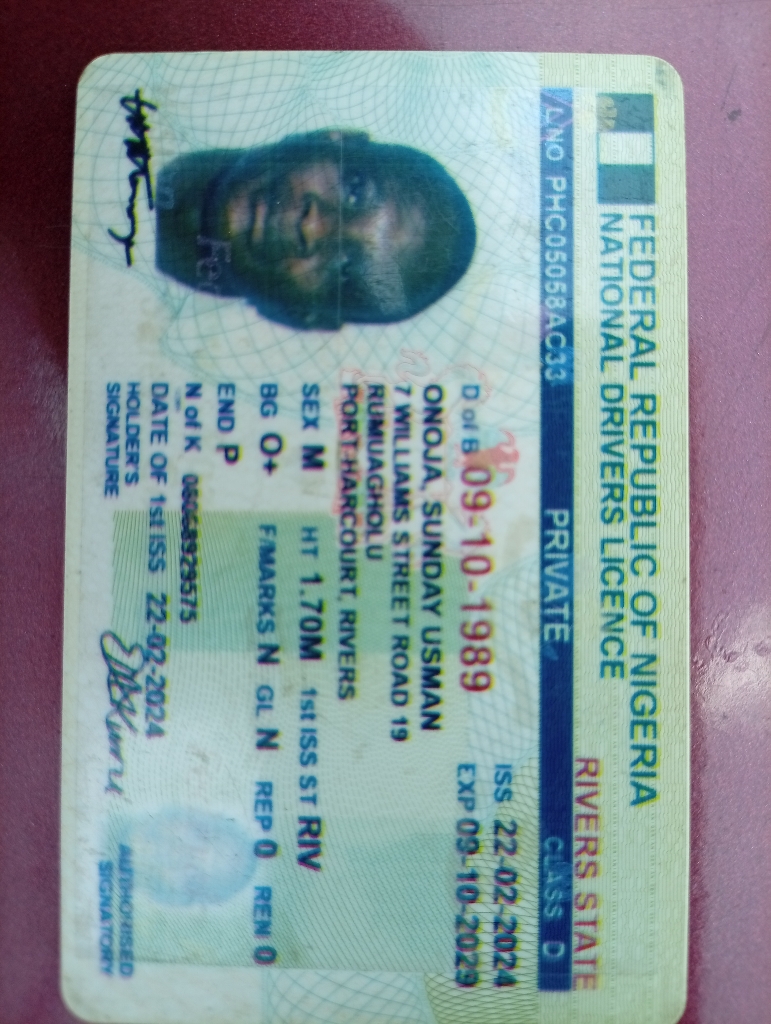 FEDERAL REPUBLIC OF NIGERIA
NATIONAL DRIVERS LICENCE
RIVERS STATE
L/NO PHC05058AC33 PRIVATE CLASS D
ISS 22-02-2024
D of B 09-10-1989 EXP 09-10-2029
ONOJA, SUNDAY USMAN
7 WILLIAMS STREET ROAD 19
RUMUAGHOLU
PORT-HARCOURT, RIVERS
SEX M HT 1.70M 1st ISS ST RIV
BG O+ F/MARKS N GL N REP 0 REN 0
END P
N of K 08068929575
DATE OF 1st ISS 22-02-2024
HOLDER'S
SIGNATURE
AUTHORISED
SIGNATORY